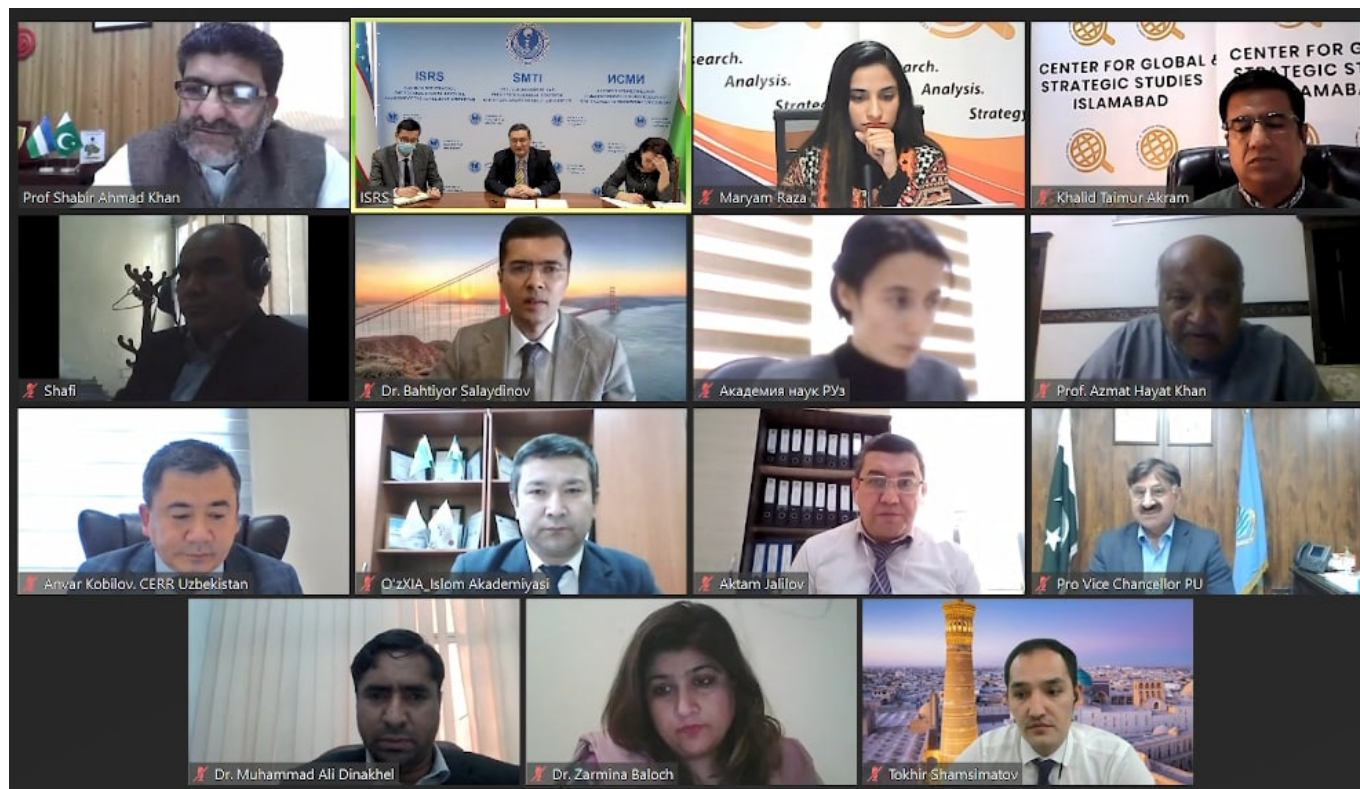 Prof Shabir Ahmad Khan
ISRS
SMTI
ИСМИ
ISRS
earch.
Analysis.
Strate
arch.
Analysis.
Strategy
Maryam Raza
CENTER FOR GLOBAL &
STRATEGIC STUDIES
ISLAMABAD
CENTER FOR G
STRATEGIC ST
AMABA
Khalid Taimur Akram
Shafi
Dr. Bahtiyor Salaydinov
Академия наук РУз
Prof. Azmat Hayat Khan
Anvar Kobilov. CERR Uzbekistan
O'zXIA_Islom Akademiyasi
Aktam Jalilov
Pro Vice Chancellor PU
Dr. Muhammad Ali Dinakhel
Dr. Zarmina Baloch
Tokhir Shamsimatov